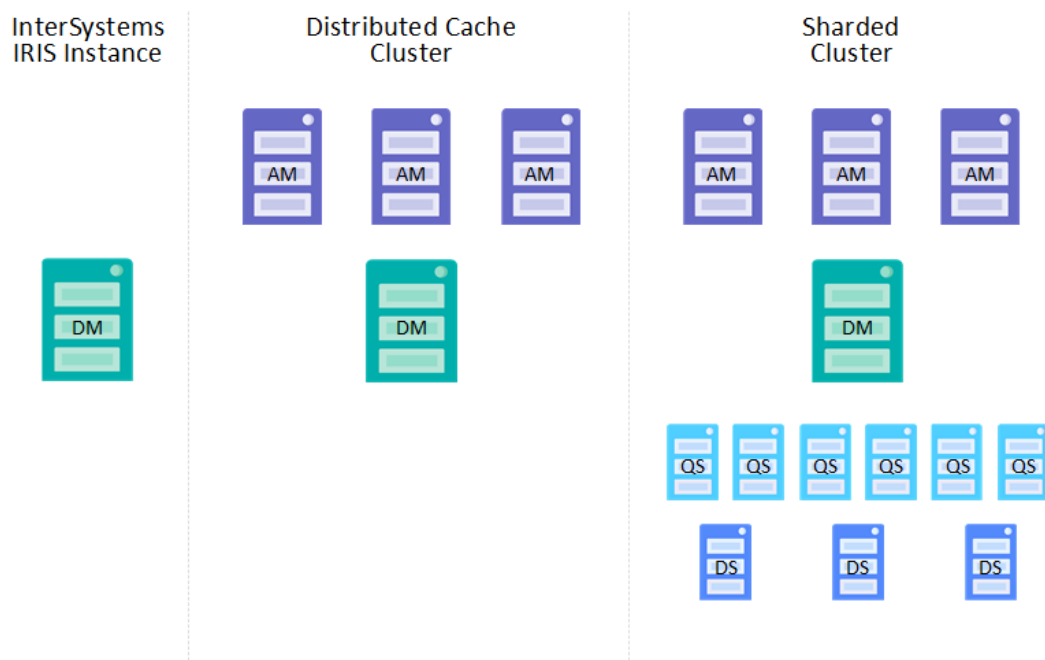 InterSystems
IRIS Instance
Distributed Cache
Cluster
Sharded
Cluster
AM
AM
AM
AM
AM
AM
DM
DM
DM
QS
QS
QS
QS
QS
QS
DS
DS
DS